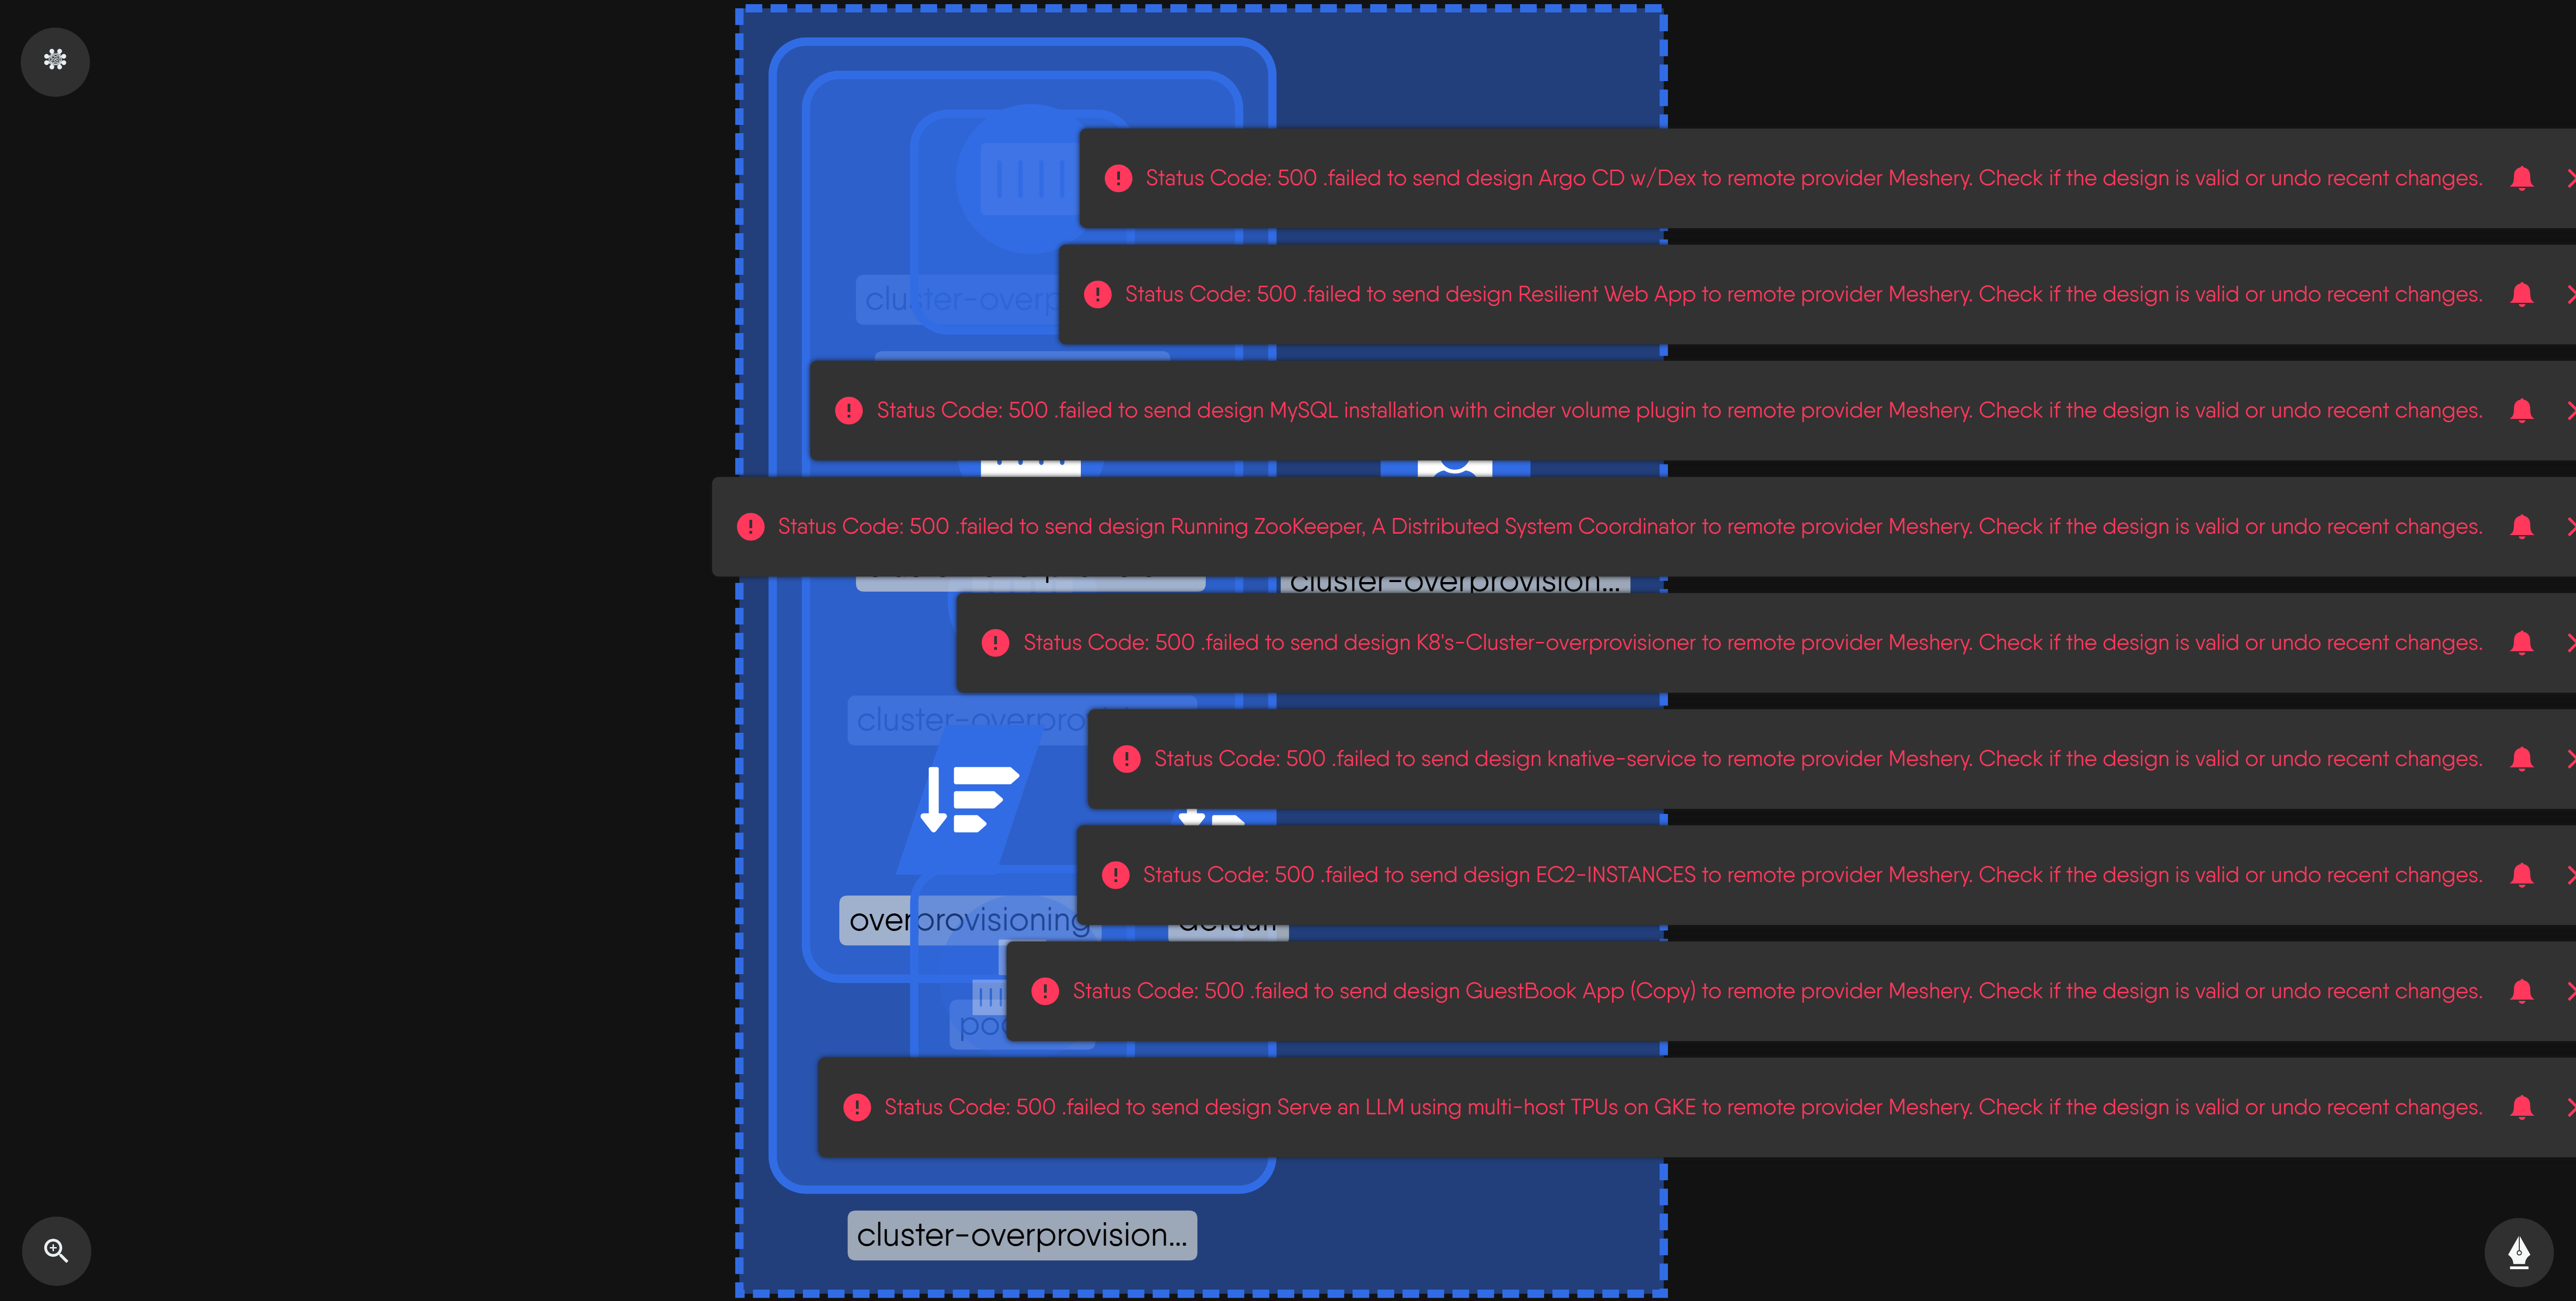 Status Code: 500 .failed to send design Argo CD w/Dex to remote provider Meshery. Check if the design is valid or undo recent changes.
Status Code: 500 .failed to send design Resilient Web App to remote provider Meshery. Check if the design is valid or undo recent changes.
cluster-overp
Status Code: 500 .failed to send design MySQL installation with cinder volume plugin to remote provider Meshery. Check if the design is valid or undo recent changes.
Status Code: 500 .failed to send design Running ZooKeeper, A Distributed System Coordinator to remote provider Meshery. Check if the design is valid or undo recent changes.
cluster-overprovision...
Status Code: 500 .failed to send design K8's-Cluster-overprovisioner to remote provider Meshery. Check if the design is valid or undo recent changes.
cluster-overpro
Status Code: 500 .failed to send design knative-service to remote provider Meshery. Check if the design is valid or undo recent changes.
Status Code: 500 .failed to send design EC2-INSTANCES to remote provider Meshery. Check if the design is valid or undo recent changes.
overprovisioning
default
Status Code: 500 .failed to send design GuestBook App (Copy) to remote provider Meshery. Check if the design is valid or undo recent changes.
Status Code: 500 .failed to send design Serve an LLM using multi-host TPUs on GKE to remote provider Meshery. Check if the design is valid or undo recent changes.
cluster-overprovision...